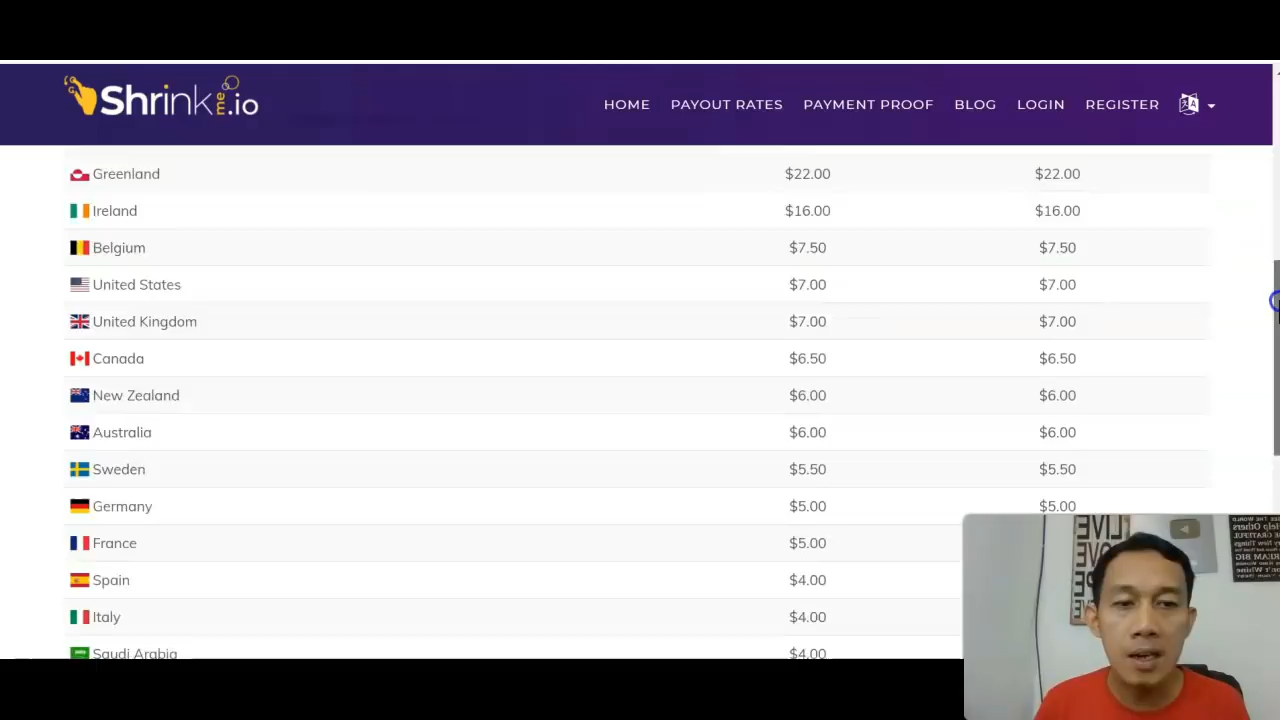 Shrinkme.io
HOME PAYOUT RATES PAYMENT PROOF BLOG LOGIN REGISTER
Greenland $22.00 $22.00
Ireland $16.00 $16.00
Belgium $7.50 $7.50
United States $7.00 $7.00
United Kingdom $7.00 $7.00
Canada $6.50 $6.50
New Zealand $6.00 $6.00
Australia $6.00 $6.00
Sweden $5.50 $5.50
Germany $5.00 $5.00
France $5.00
Spain $4.00
Italy $4.00
Saudi Arabia $4.00
LIVE